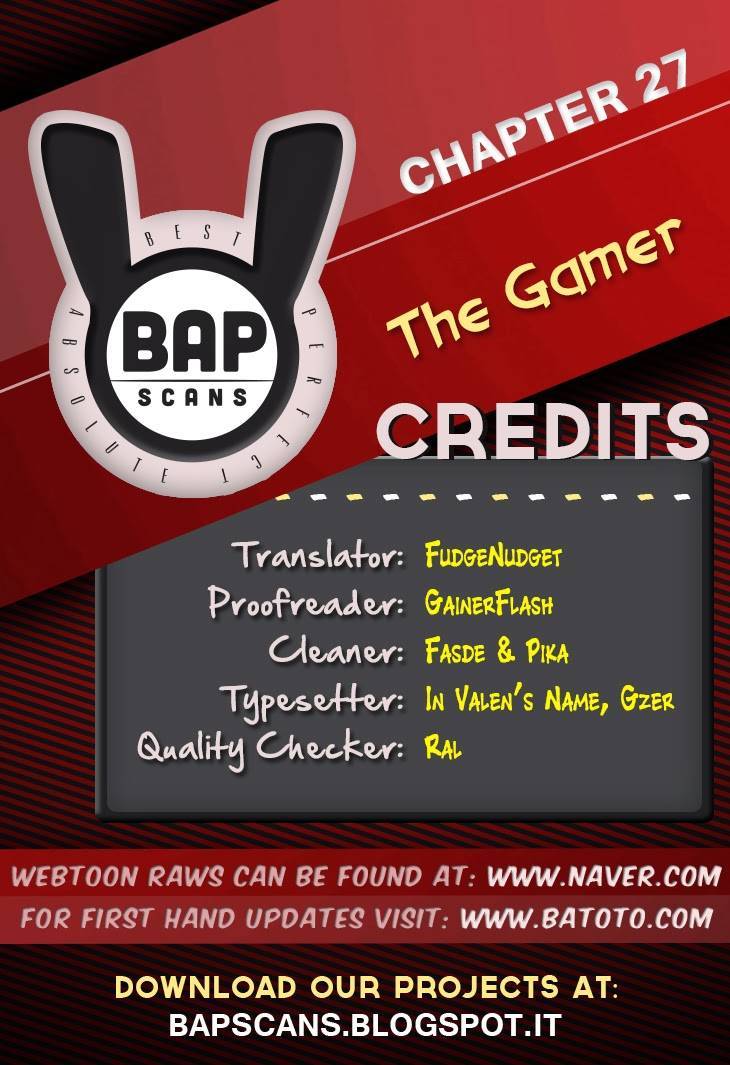 CHAPTER 27
The Gamer
BEST
ABSOLUTE
PERFECT
BAP
SCANS
CREDITS
Translator: FudgeNudget
Proofreader: GainerFlash
Cleaner: Fasde & Pika
Typesetter: In Valen's Name, Gzer
Quality Checker: Ral
WEBTOON RAWS CAN BE FOUND AT: WWW.NAVER.COM
FOR FIRST HAND UPDATES VISIT: WWW.BATOTO.COM
DOWNLOAD OUR PROJECTS AT:
BAPSCANS.BLOGSPOT.IT